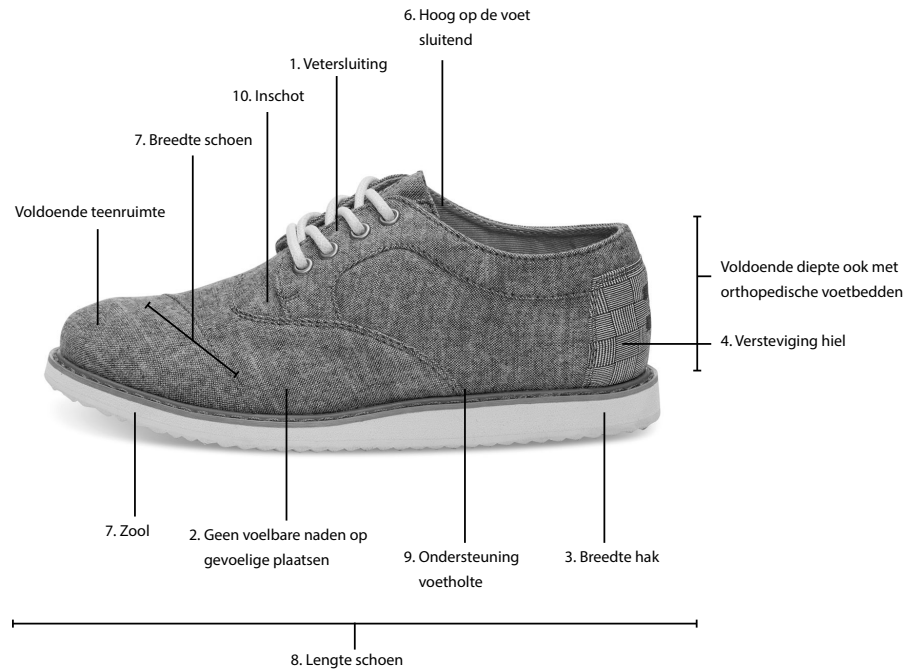 6. Hoog op de voet
sluitend
1. Vetersluiting
10. Inschot
7. Breedte schoen
Voldoende teenruimte
Voldoende diepte ook met
orthopedische voetbedden
4. Versteviging hiel
7. Zool
2. Geen voelbare naden op
gevoelige plaatsen
9. Ondersteuning
voetholte
3. Breedte hak
8. Lengte schoen